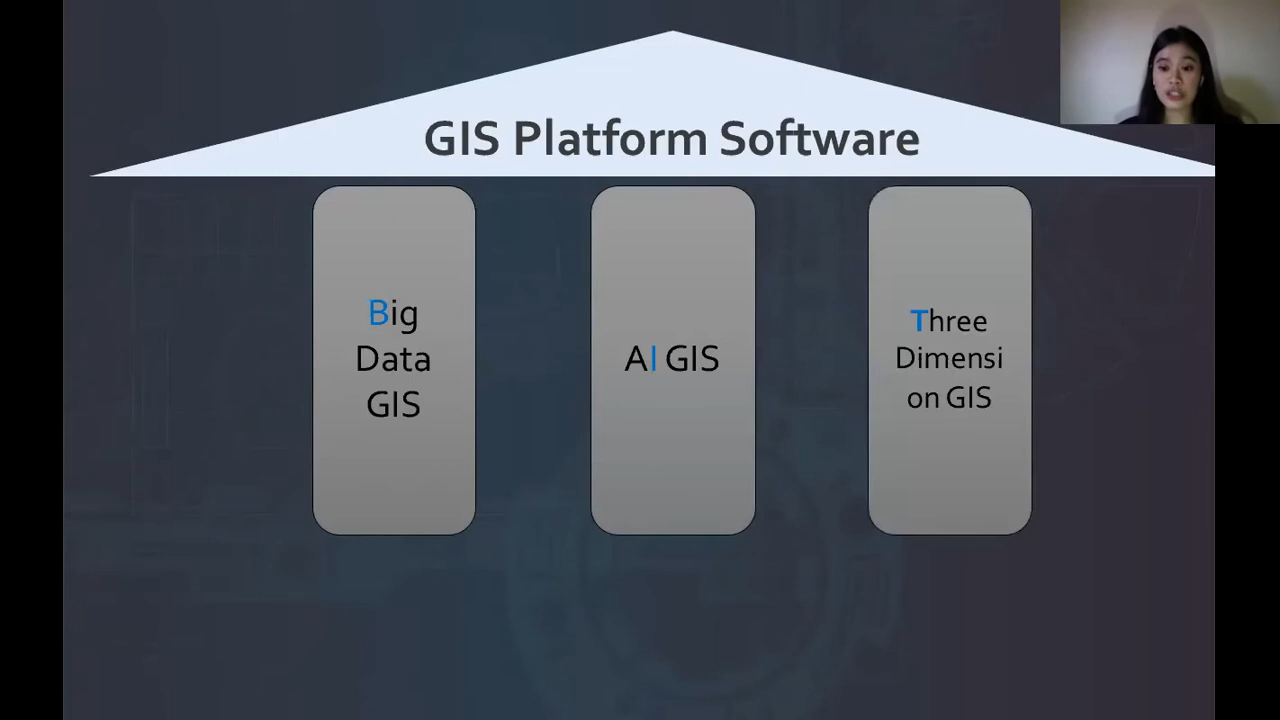 GIS Platform Software
Big
Data
GIS
AI GIS
Three
Dimensi
on GIS